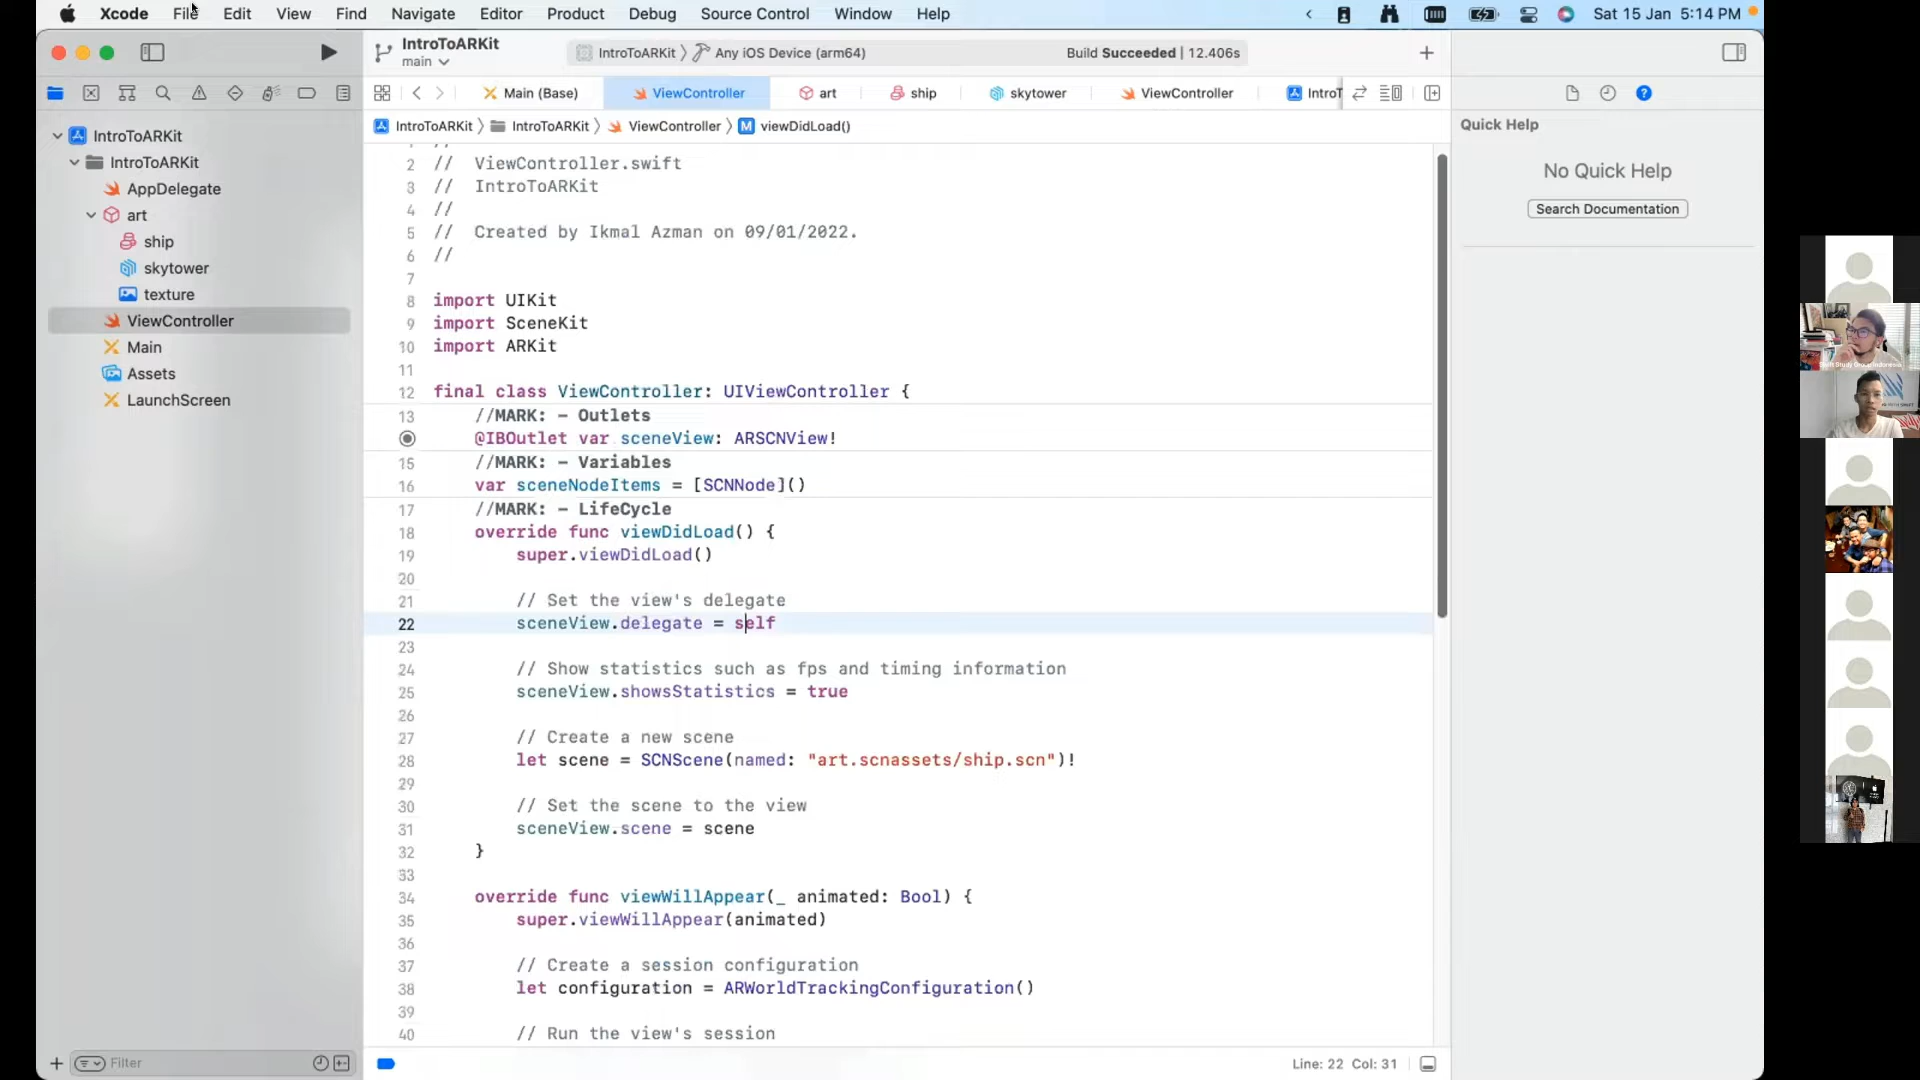 Xcode File Edit View Find Navigate Editor Product Debug Source Control Window Help Sat 15 Jan 5:14 PM
IntroToARKit
main
IntroToARKit Any iOS Device (arm64) Build Succeeded | 12.406s
Main (Base) ViewController art ship skytower ViewController IntroT
IntroToARKit IntroToARKit ViewController M viewDidLoad()
Quick Help
No Quick Help
Search Documentation
IntroToARKit
IntroToARKit
AppDelegate
art
ship
skytower
texture
ViewController
Main
Assets
LaunchScreen
Filter
2 // ViewController.swift
3 // IntroToARKit
4 //
5 // Created by Ikmal Azman on 09/01/2022.
6 //
7
8 import UIKit
9 import SceneKit
10 import ARKit
11
12 final class ViewController: UIViewController {
13 //MARK: - Outlets
@IBOutlet var sceneView: ARSCNView!
15 //MARK: - Variables
16 var sceneNodeItems = [SCNNode]()
17 //MARK: - LifeCycle
18 override func viewDidLoad() {
19 super.viewDidLoad()
20
21 // Set the view's delegate
22 sceneView.delegate = self
23
24 // Show statistics such as fps and timing information
25 sceneView.showsStatistics = true
26
27 // Create a new scene
28 let scene = SCNScene(named: "art.scnassets/ship.scn")!
29
30 // Set the scene to the view
31 sceneView.scene = scene
32 }
33
34 override func viewWillAppear(_ animated: Bool) {
35 super.viewWillAppear(animated)
36
37 // Create a session configuration
38 let configuration = ARWorldTrackingConfiguration()
39
40 // Run the view's session
Line: 22 Col: 31